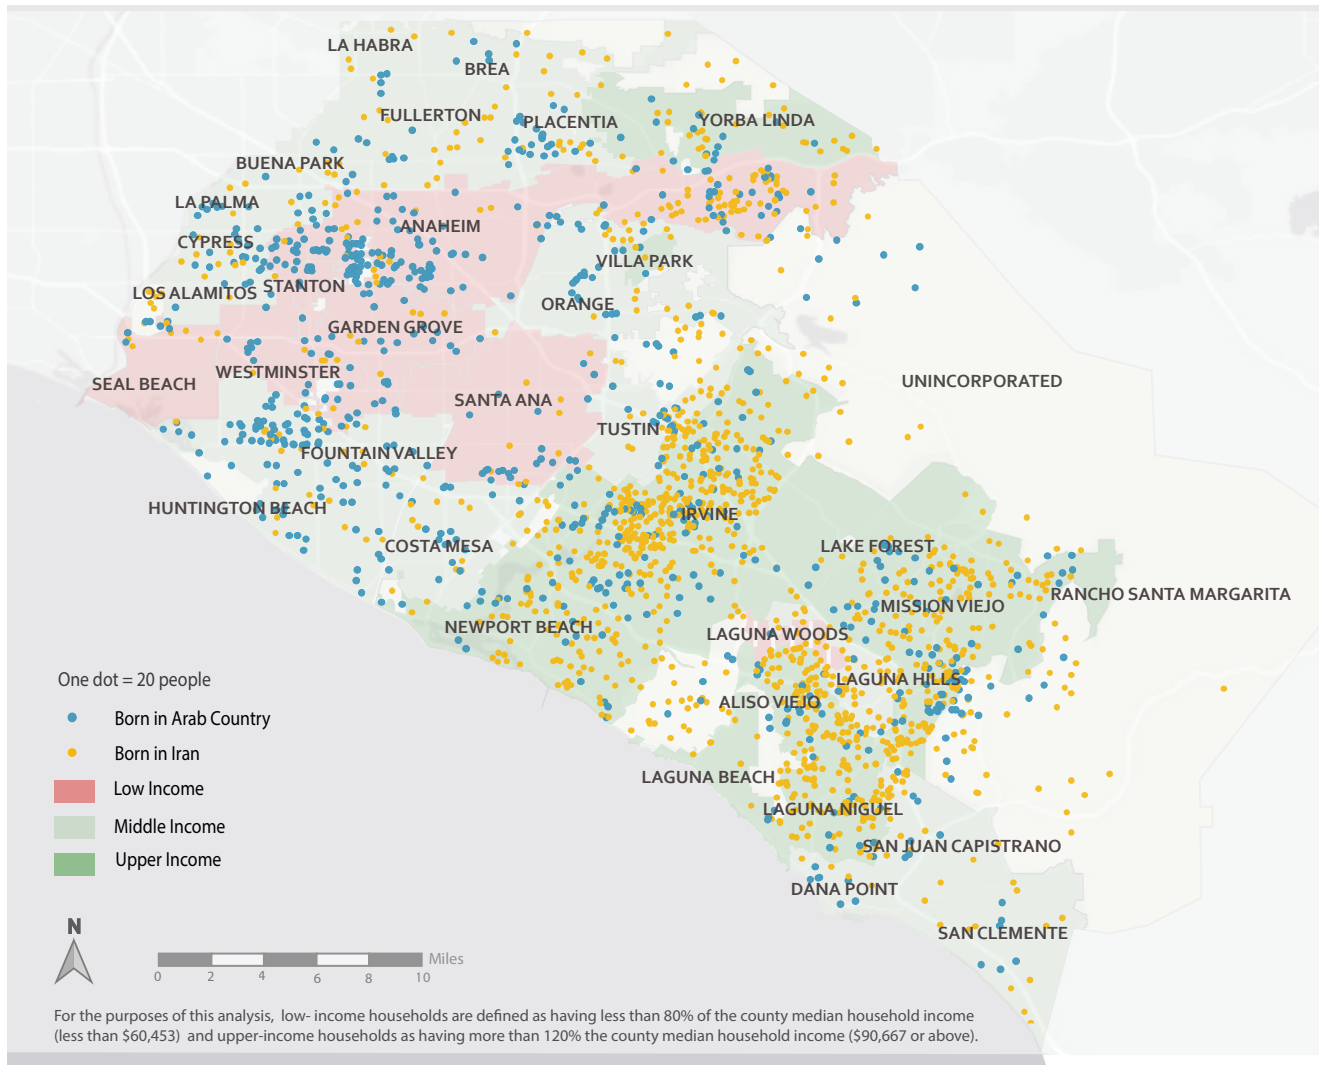 LA HABRA
BREA
FULLERTON
PLACENTIA
YORBA LINDA
BUENA PARK
LA PALMA
ANAHEIM
CYPRESS
VILLA PARK
STANTON
LOS ALAMITOS
ORANGE
GARDEN GROVE
WESTMINSTER
SEAL BEACH
UNINCORPORATED
SANTA ANA
TUSTIN
FOUNTAIN VALLEY
HUNTINGTON BEACH
IRVINE
COSTA MESA
LAKE FOREST
RANCHO SANTA MARGARITA
MISSION VIEJO
NEWPORT BEACH
LAGUNA WOODS
LAGUNA HILLS
ALISO VIEJO
LAGUNA BEACH
LAGUNA NIGUEL
SAN JUAN CAPISTRANO
DANA POINT
SAN CLEMENTE
One dot = 20 people
Born in Arab Country
Born in Iran
Low Income
Middle Income
Upper Income
N
Miles
0 2 4 6 8 10
For the purposes of this analysis, low- income households are defined as having less than 80% of the county median household income
(less than $60,453) and upper-income households as having more than 120% the county median household income ($90,667 or above).